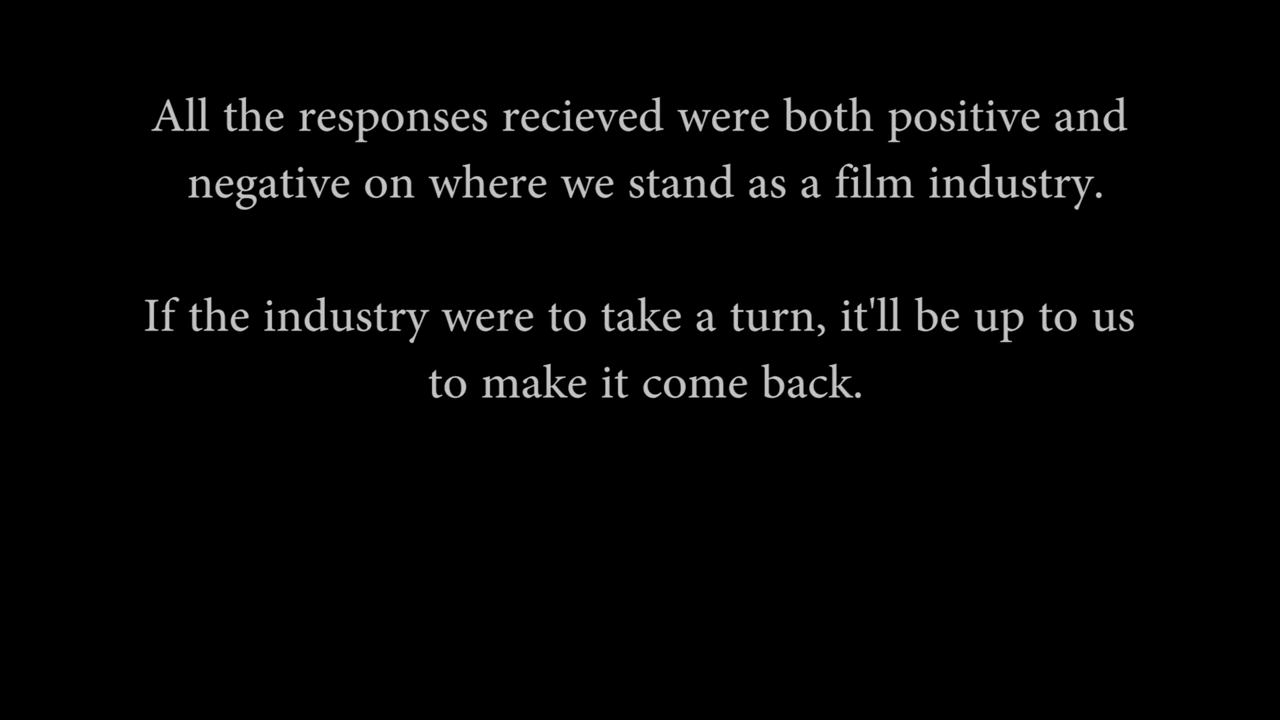 All the responses recieved were both positive and
negative on where we stand as a film industry.
If the industry were to take a turn, it'll be up to us
to make it come back.